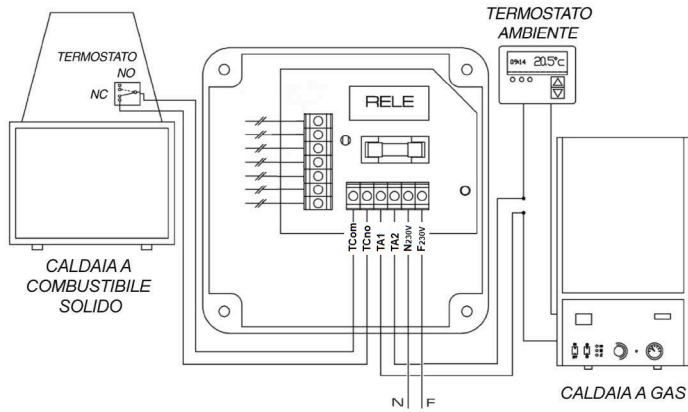 TERMOSTATO
AMBIENTE
09:14 20.5°c
TERMOSTATO
NO
NC
RELE
TCom
TCno
TA1
TA2
N230V
F230V
CALDAIA A
COMBUSTIBILE
SOLIDO
N F
CALDAIA A GAS